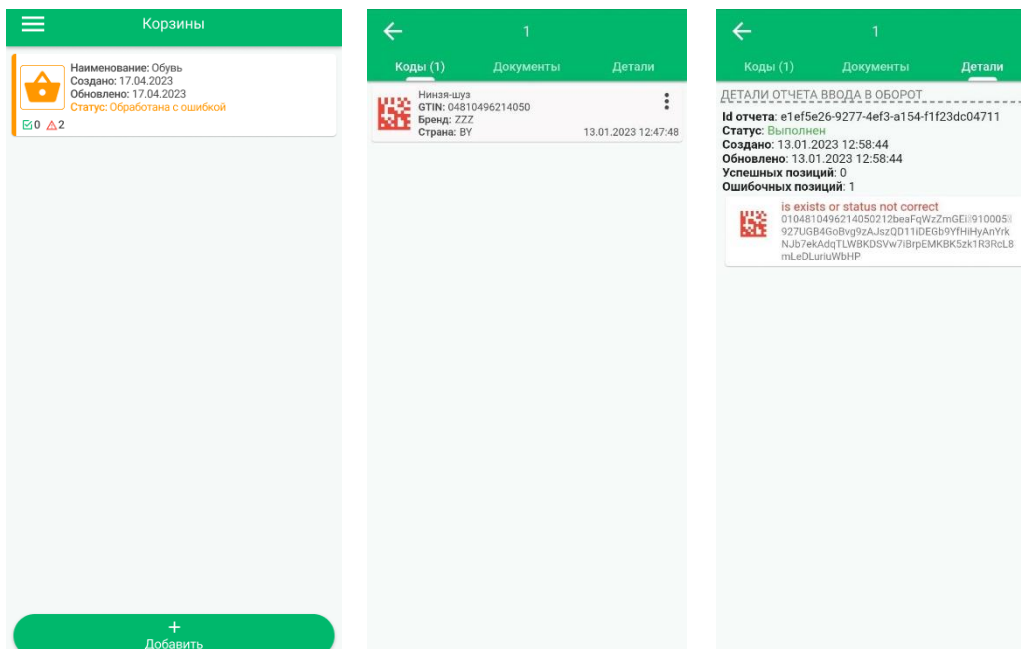 Корзины
Наименование: Обувь
Создано: 17.04.2023
Обновлено: 17.04.2023
Статус: Обработана с ошибкой
0 2
+
Добавить
1
Коды (1) Документы Детали
Нинзя-шуз
GTIN: 04810496214050
Бренд: ZZZ
Страна: BY 13.01.2023 12:47:48
1
Коды (1) Документы Детали
ДЕТАЛИ ОТЧЕТА ВВОДА В ОБОРОТ
Id отчета: e1ef5e26-9277-4ef3-a154-f1f23dc04711
Статус: Выполнен
Создано: 13.01.2023 12:58:44
Обновлено: 13.01.2023 12:58:44
Успешных позиций: 0
Ошибочных позиций: 1
is exists or status not correct
0104810496214050212beaFqWzZmGEi910005
927UGB4GoBvg9zAJszQD11iDEGb9YfHiHyAnYrk
NJb7ekAdqTLWBKDSVw7iBrpEMKBK5zk1R3RcL8
mLeDLuriuWbHP